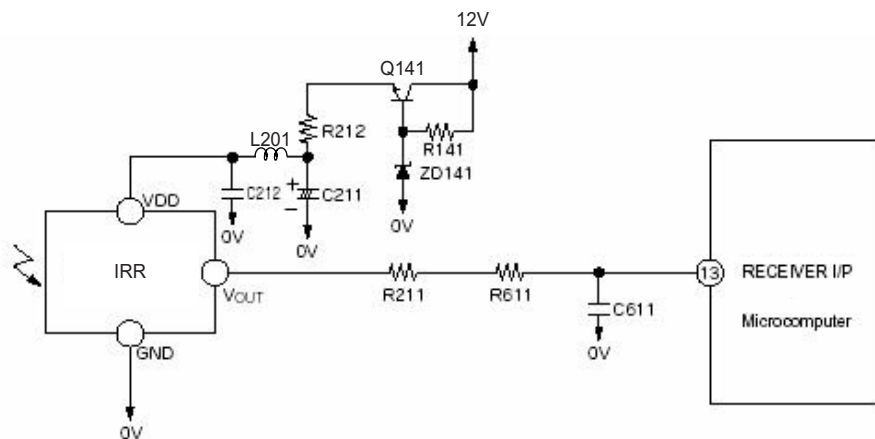 12V
Q141
L201
R212
R141
ZD141
C212
+
C211
–
VDD
0V
0V
0V
IRR
VOUT
R211
R611
13
RECEIVER I/P
C611
Microcomputer
GND
0V
0V